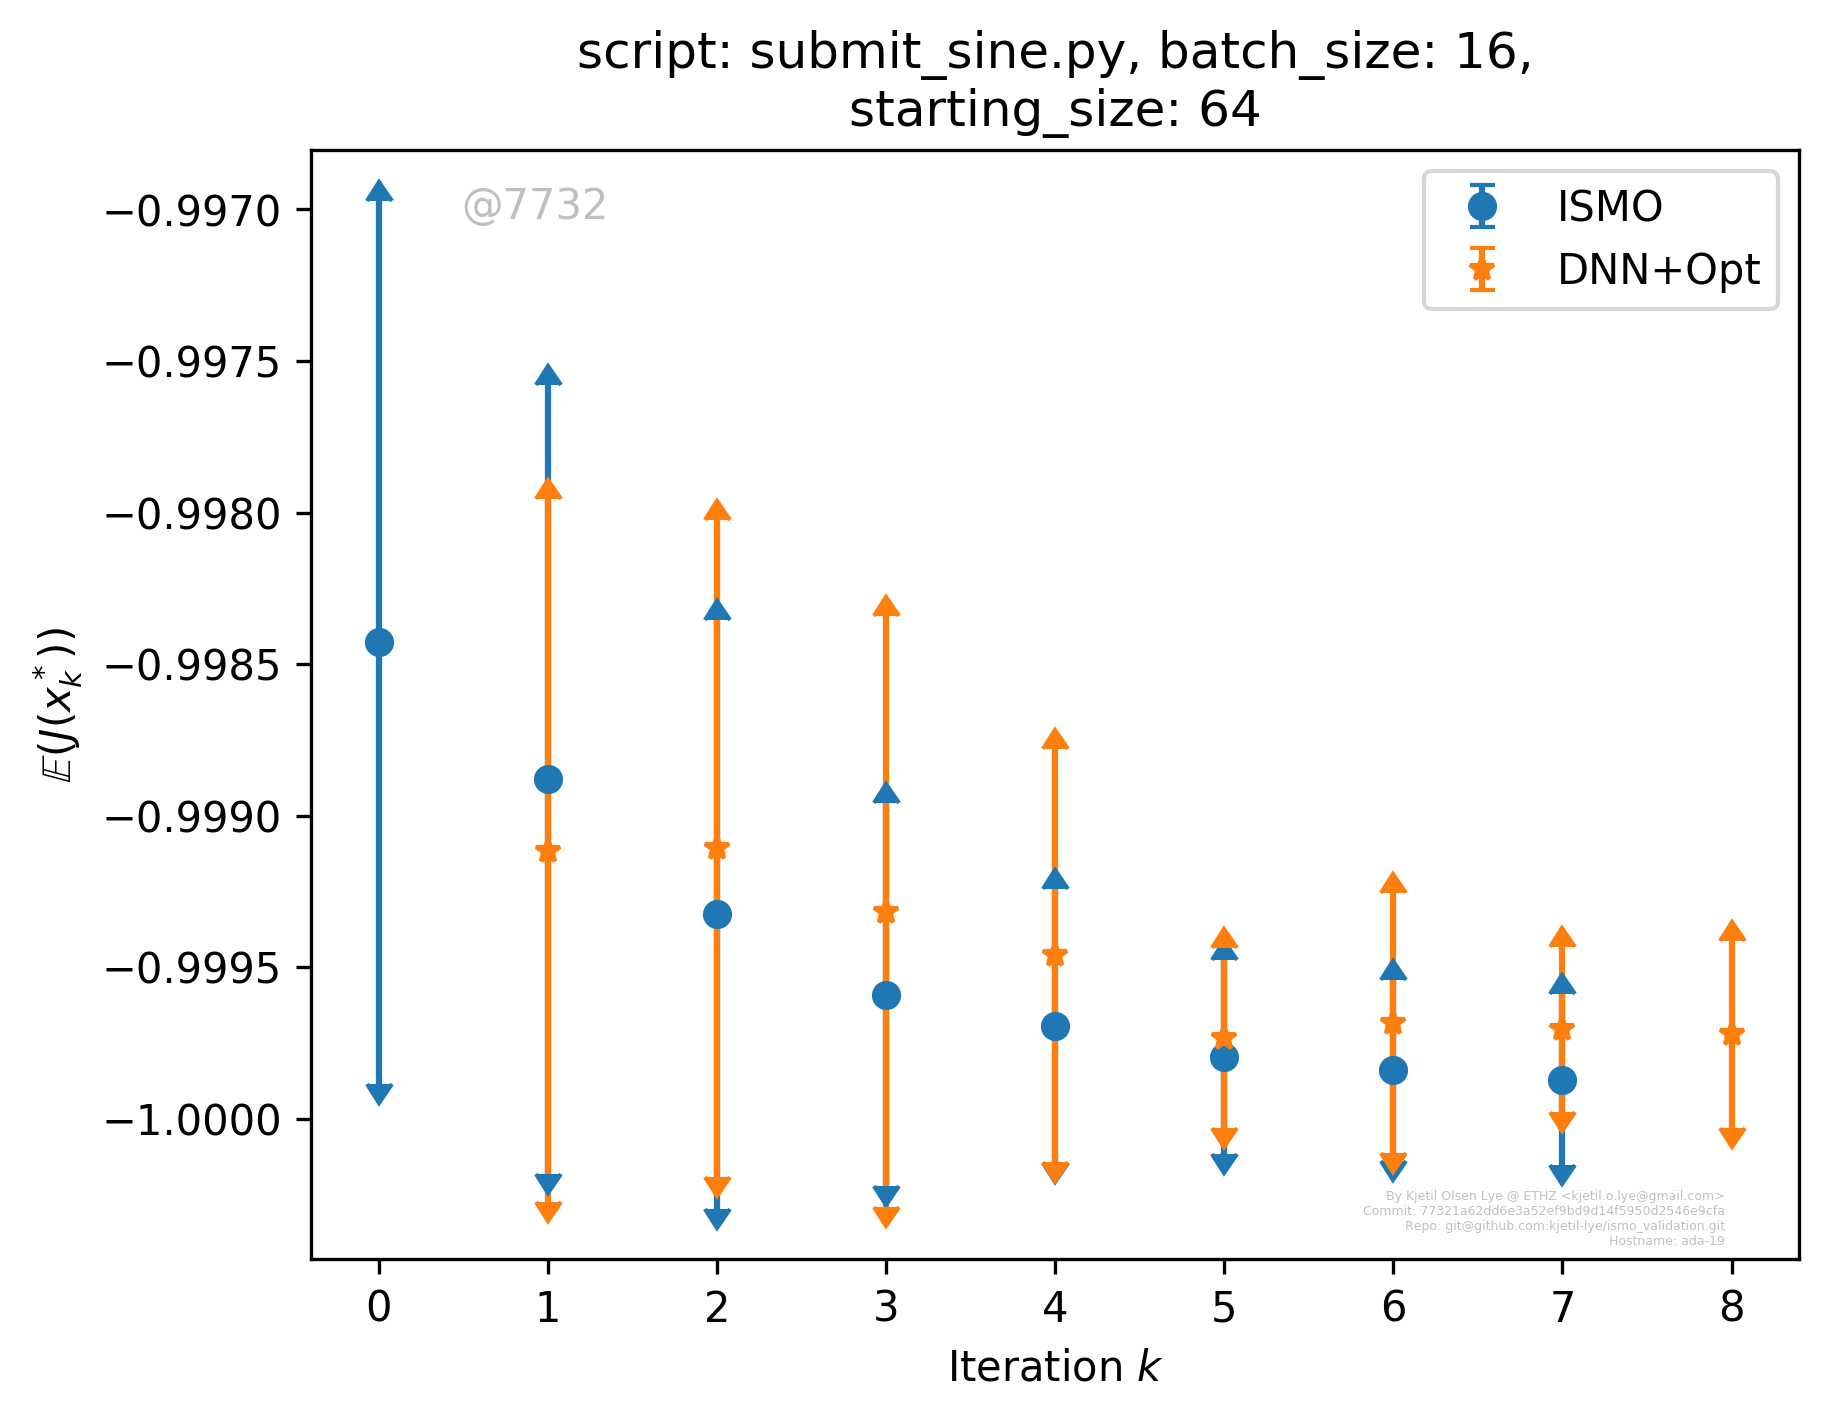 script: submit_sine.py, batch_size: 16,
starting_size: 64
@7732
ISMO
DNN+Opt
−0.9970
−0.9975
−0.9980
−0.9985
−0.9990
−0.9995
−1.0000
𝔼(J(x*k))
By Kjetil Olsen Lye @ ETHZ <kjetil.o.lye@gmail.com>
Commit: 77321a62dd6e3a52ef9bd9d14f5950d2546e9cfa
Repo: git@github.com:kjetil-lye/ismo_validation.git
Hostname: ada-19
0 1 2 3 4 5 6 7 8
Iteration k